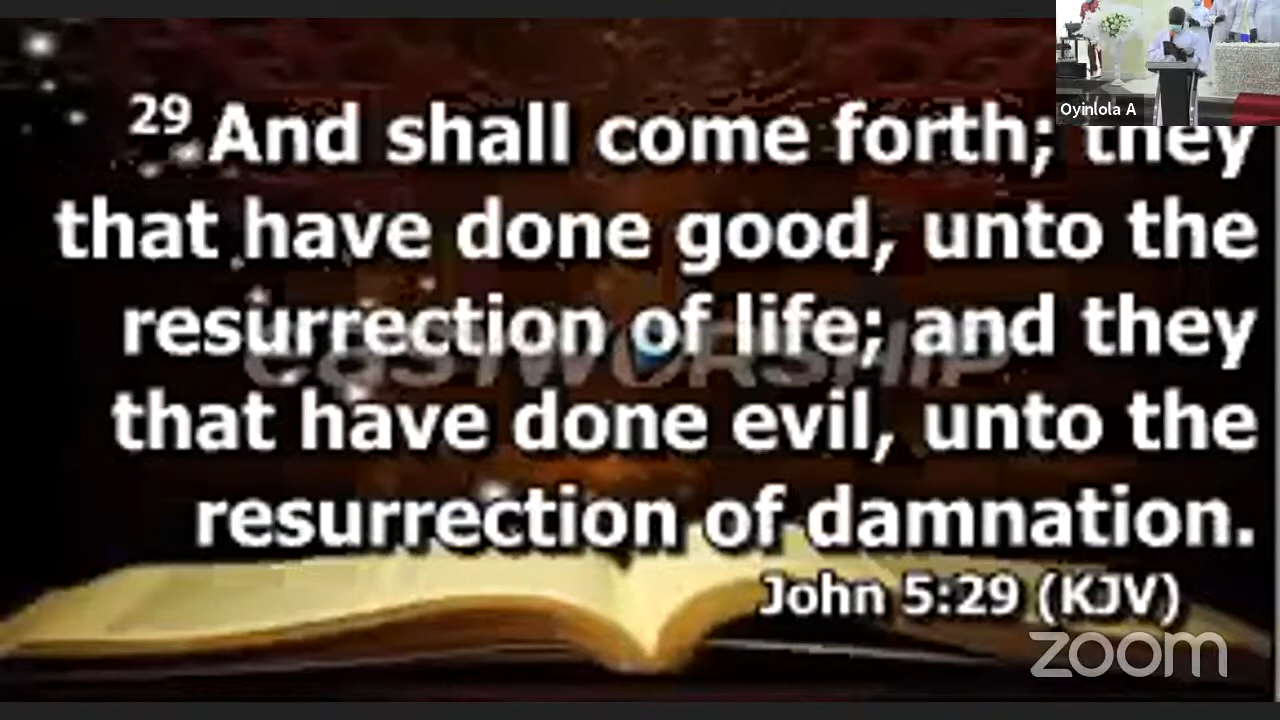 Oyinlola A
29 And shall come forth; they
that have done good, unto the
resurrection of life; and they
that have done evil, unto the
resurrection of damnation.
John 5:29 (KJV)
EASYWORSHIP
zoom